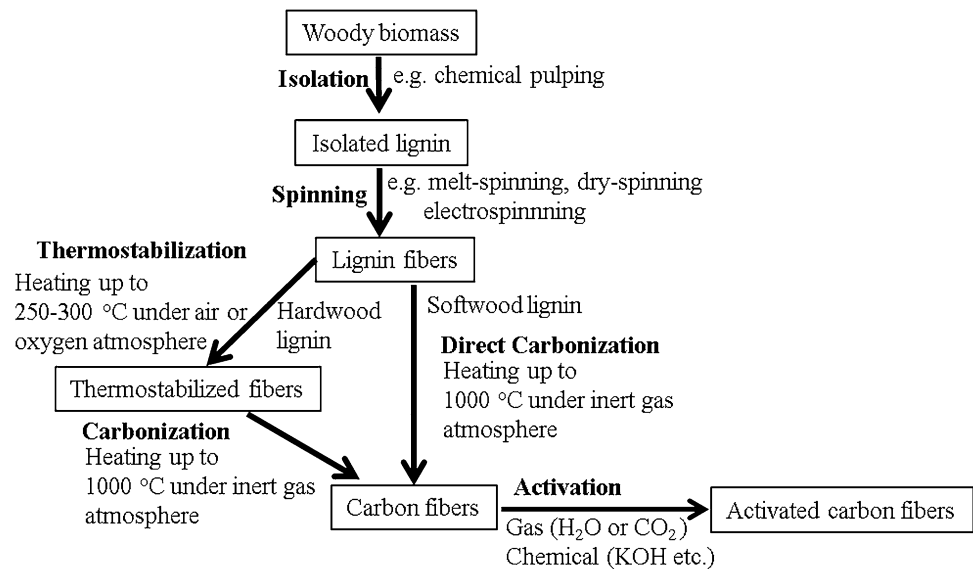 Woody biomass
Isolation
e.g. chemical pulping
Isolated lignin
Spinning
e.g. melt-spinning, dry-spinning
electrospinnning
Lignin fibers
Thermostabilization
Heating up to
250-300 °C under air or
oxygen atmosphere
Hardwood
lignin
Softwood lignin
Direct Carbonization
Heating up to
1000 °C under inert gas
atmosphere
Thermostabilized fibers
Carbonization
Heating up to
1000 °C under inert gas
atmosphere
Carbon fibers
Activation
Gas (H₂O or CO₂)
Chemical (KOH etc.)
Activated carbon fibers